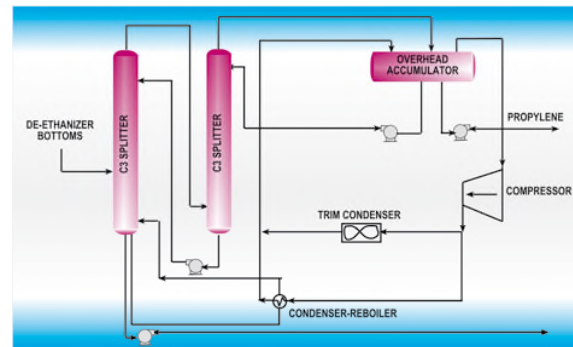 OVERHEAD
ACCUMULATOR
DE-ETHANIZER
BOTTOMS
C3 SPLITTER
C3 SPLITTER
PROPYLENE
COMPRESSOR
TRIM CONDENSER
CONDENSER-REBOILER